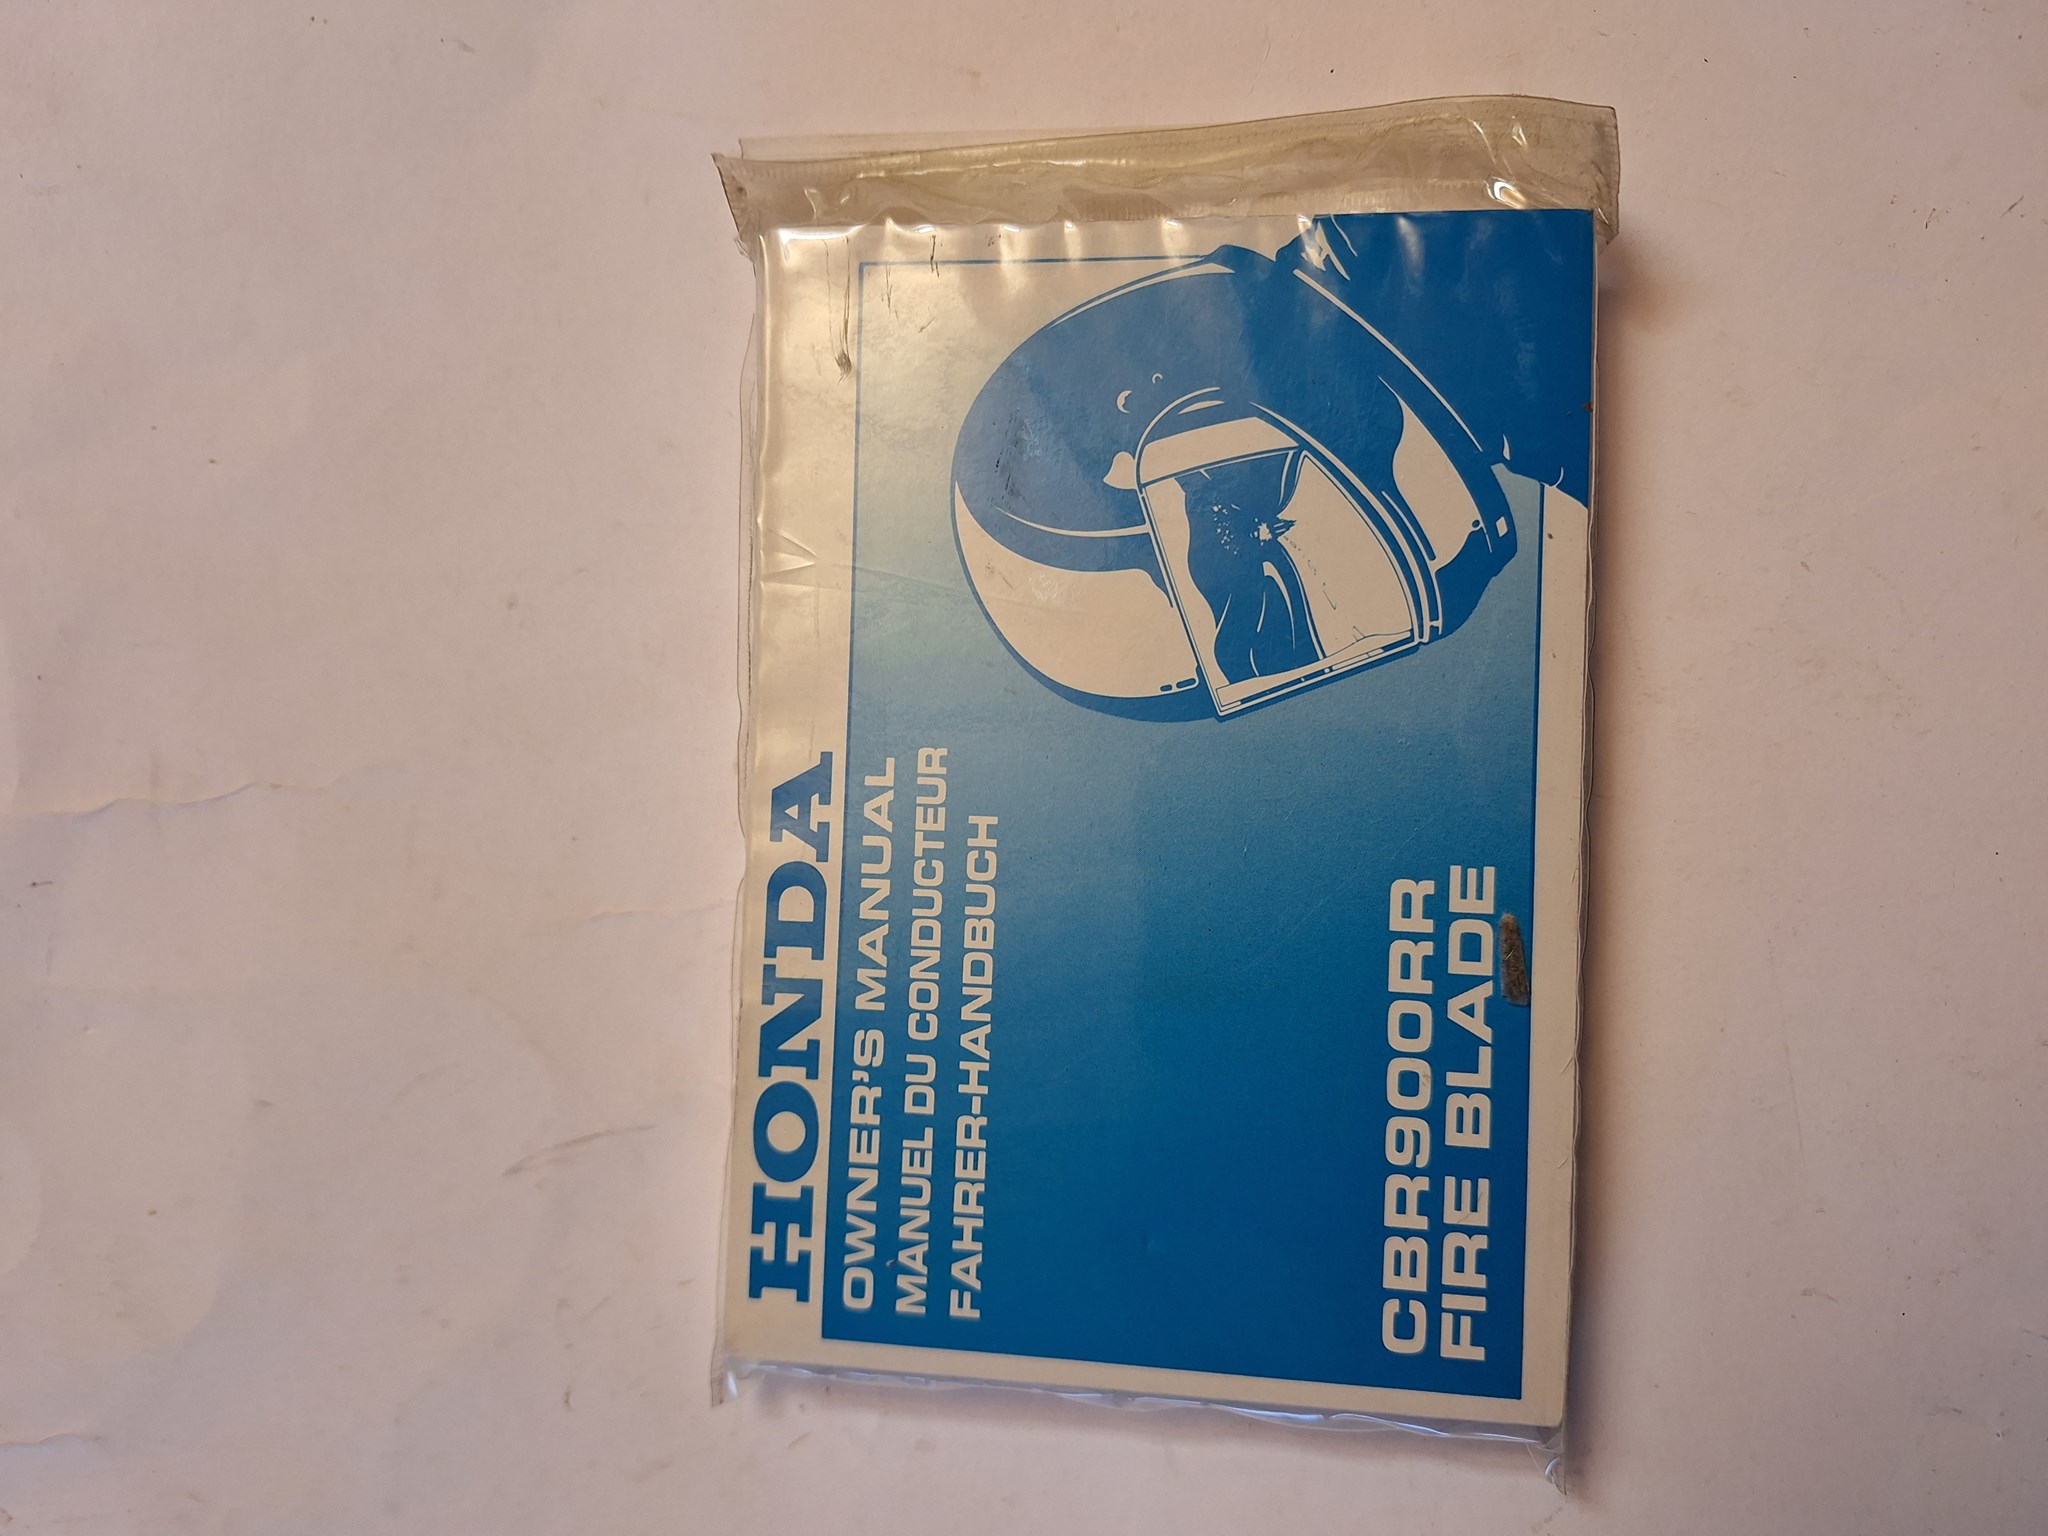 HONDA
OWNER'S MANUAL
MANUEL DU CONDUCTEUR
FAHRER-HANDBUCH
CBR900RR
FIRE BLADE